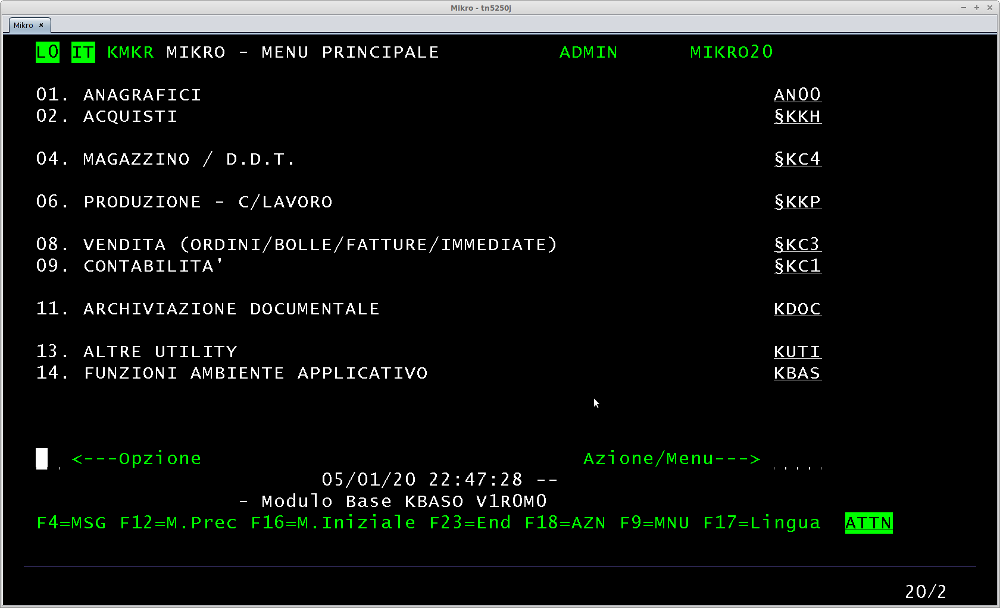 Mikro - tn5250j
Mikro ×
LO IT KMKR MIKRO - MENU PRINCIPALE ADMIN MIKRO20
01. ANAGRAFICI AN00
02. ACQUISTI §KKH
04. MAGAZZINO / D.D.T. §KC4
06. PRODUZIONE - C/LAVORO §KKP
08. VENDITA (ORDINI/BOLLE/FATTURE/IMMEDIATE) §KC3
09. CONTABILITA' §KC1
11. ARCHIVIAZIONE DOCUMENTALE KDOC
13. ALTRE UTILITY KUTI
14. FUNZIONI AMBIENTE APPLICATIVO KBAS
<---Opzione Azione/Menu--->
05/01/20 22:47:28 --
- Modulo Base KBASO V1R0M0
F4=MSG F12=M.Prec F16=M.Iniziale F23=End F18=AZN F9=MNU F17=Lingua ATTN
20/2